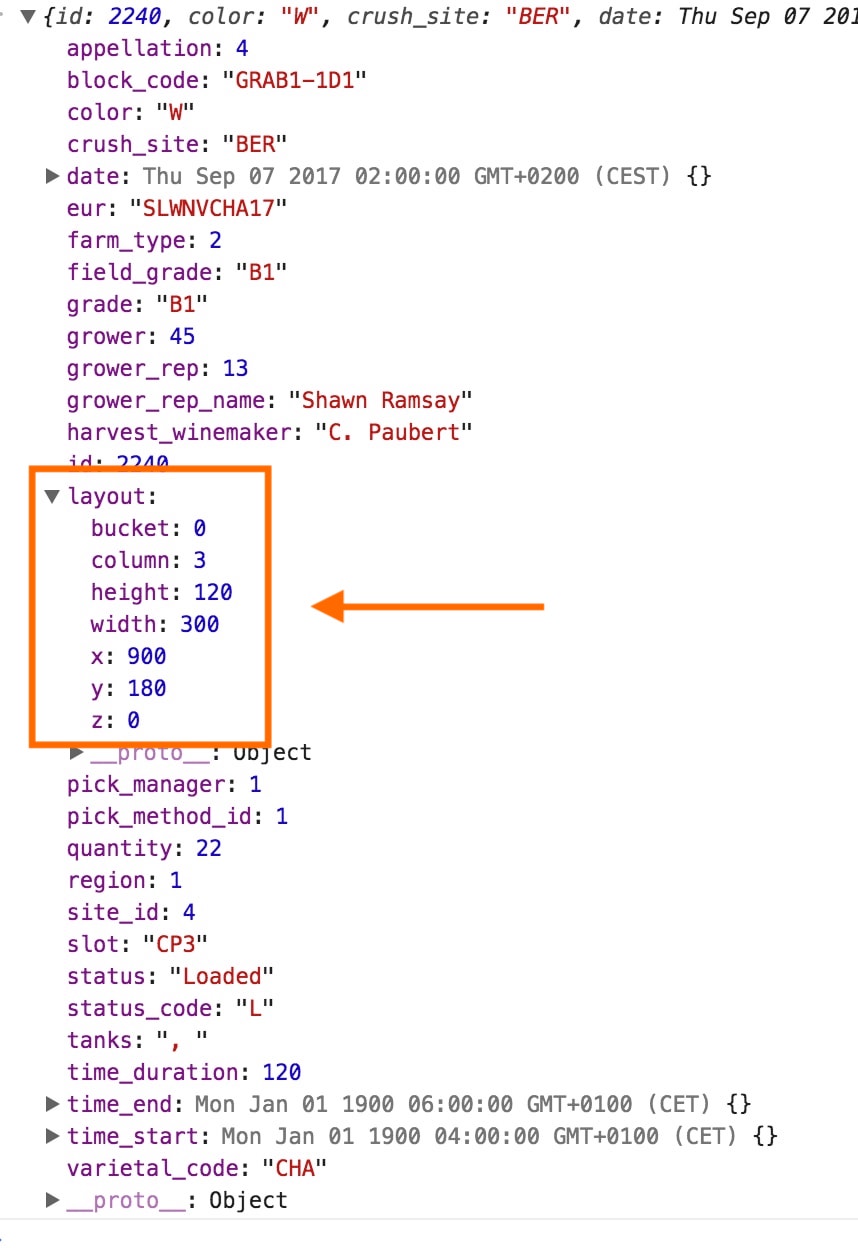 {id: 2240, color: "W", crush_site: "BER", date: Thu Sep 07 201
appellation: 4
block_code: "GRAB1-1D1"
color: "W"
crush_site: "BER"
date: Thu Sep 07 2017 02:00:00 GMT+0200 (CEST) {}
eur: "SLWNVCHA17"
farm_type: 2
field_grade: "B1"
grade: "B1"
grower: 45
grower_rep: 13
grower_rep_name: "Shawn Ramsay"
harvest_winemaker: "C. Paubert"
id: 2240
layout:
bucket: 0
column: 3
height: 120
width: 300
x: 900
y: 180
z: 0
__proto__: Object
pick_manager: 1
pick_method_id: 1
quantity: 22
region: 1
site_id: 4
slot: "CP3"
status: "Loaded"
status_code: "L"
tanks: ", "
time_duration: 120
time_end: Mon Jan 01 1900 06:00:00 GMT+0100 (CET) {}
time_start: Mon Jan 01 1900 04:00:00 GMT+0100 (CET) {}
varietal_code: "CHA"
__proto__: Object